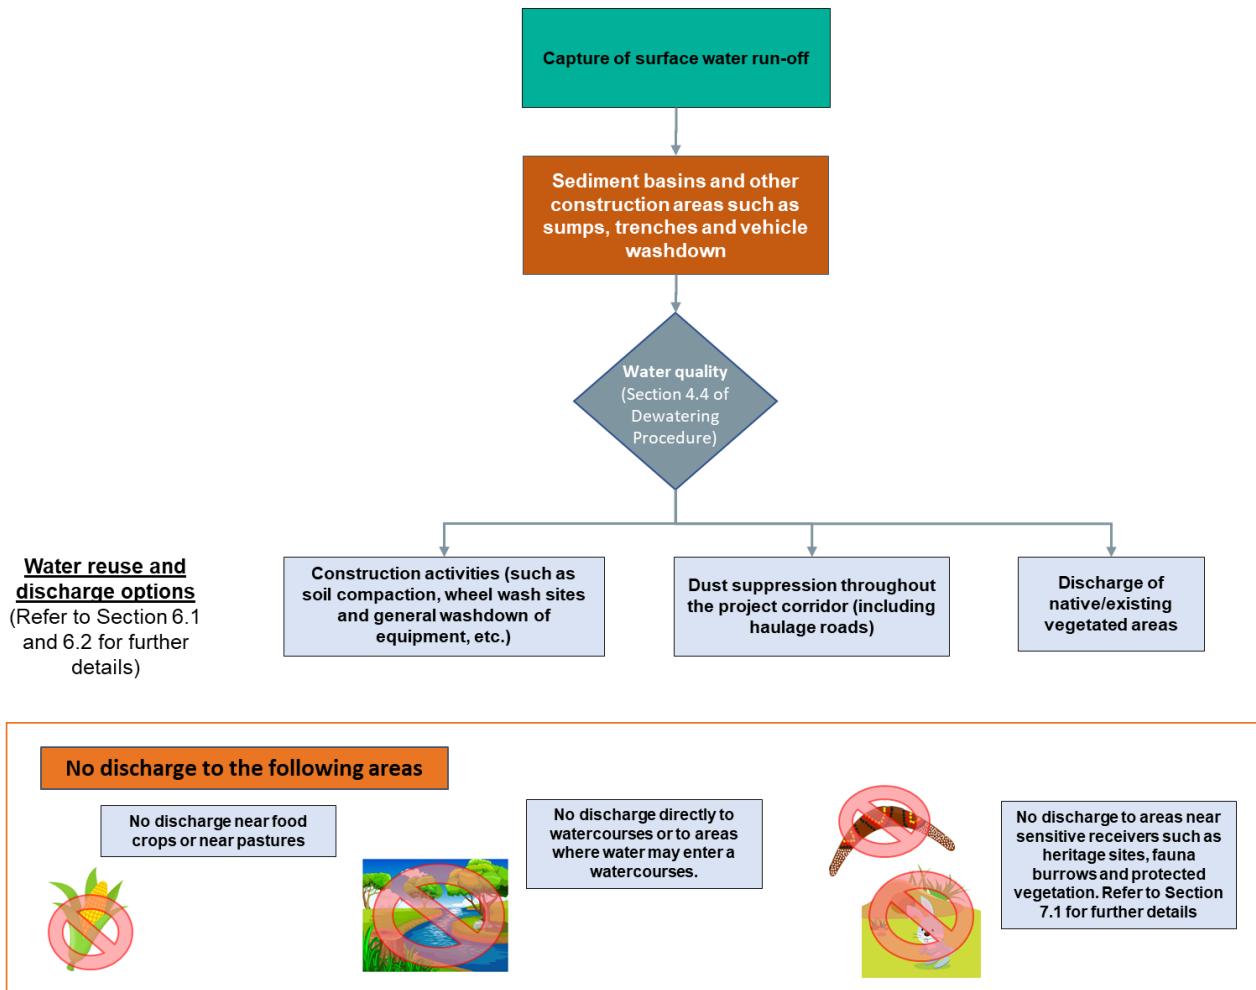 Capture of surface water run-off
Sediment basins and other
construction areas such as
sumps, trenches and vehicle
washdown
Water quality
(Section 4.4 of
Dewatering
Procedure)
Water reuse and
discharge options
(Refer to Section 6.1
and 6.2 for further
details)
Construction activities (such as
soil compaction, wheel wash sites
and general washdown of
equipment, etc.)
Dust suppression throughout
the project corridor (including
haulage roads)
Discharge of
native/existing
vegetated areas
No discharge to the following areas
No discharge near food
crops or near pastures
No discharge directly to
watercourses or to areas
where water may enter a
watercourses.
No discharge to areas near
sensitive receivers such as
heritage sites, fauna
burrows and protected
vegetation. Refer to Section
7.1 for further details